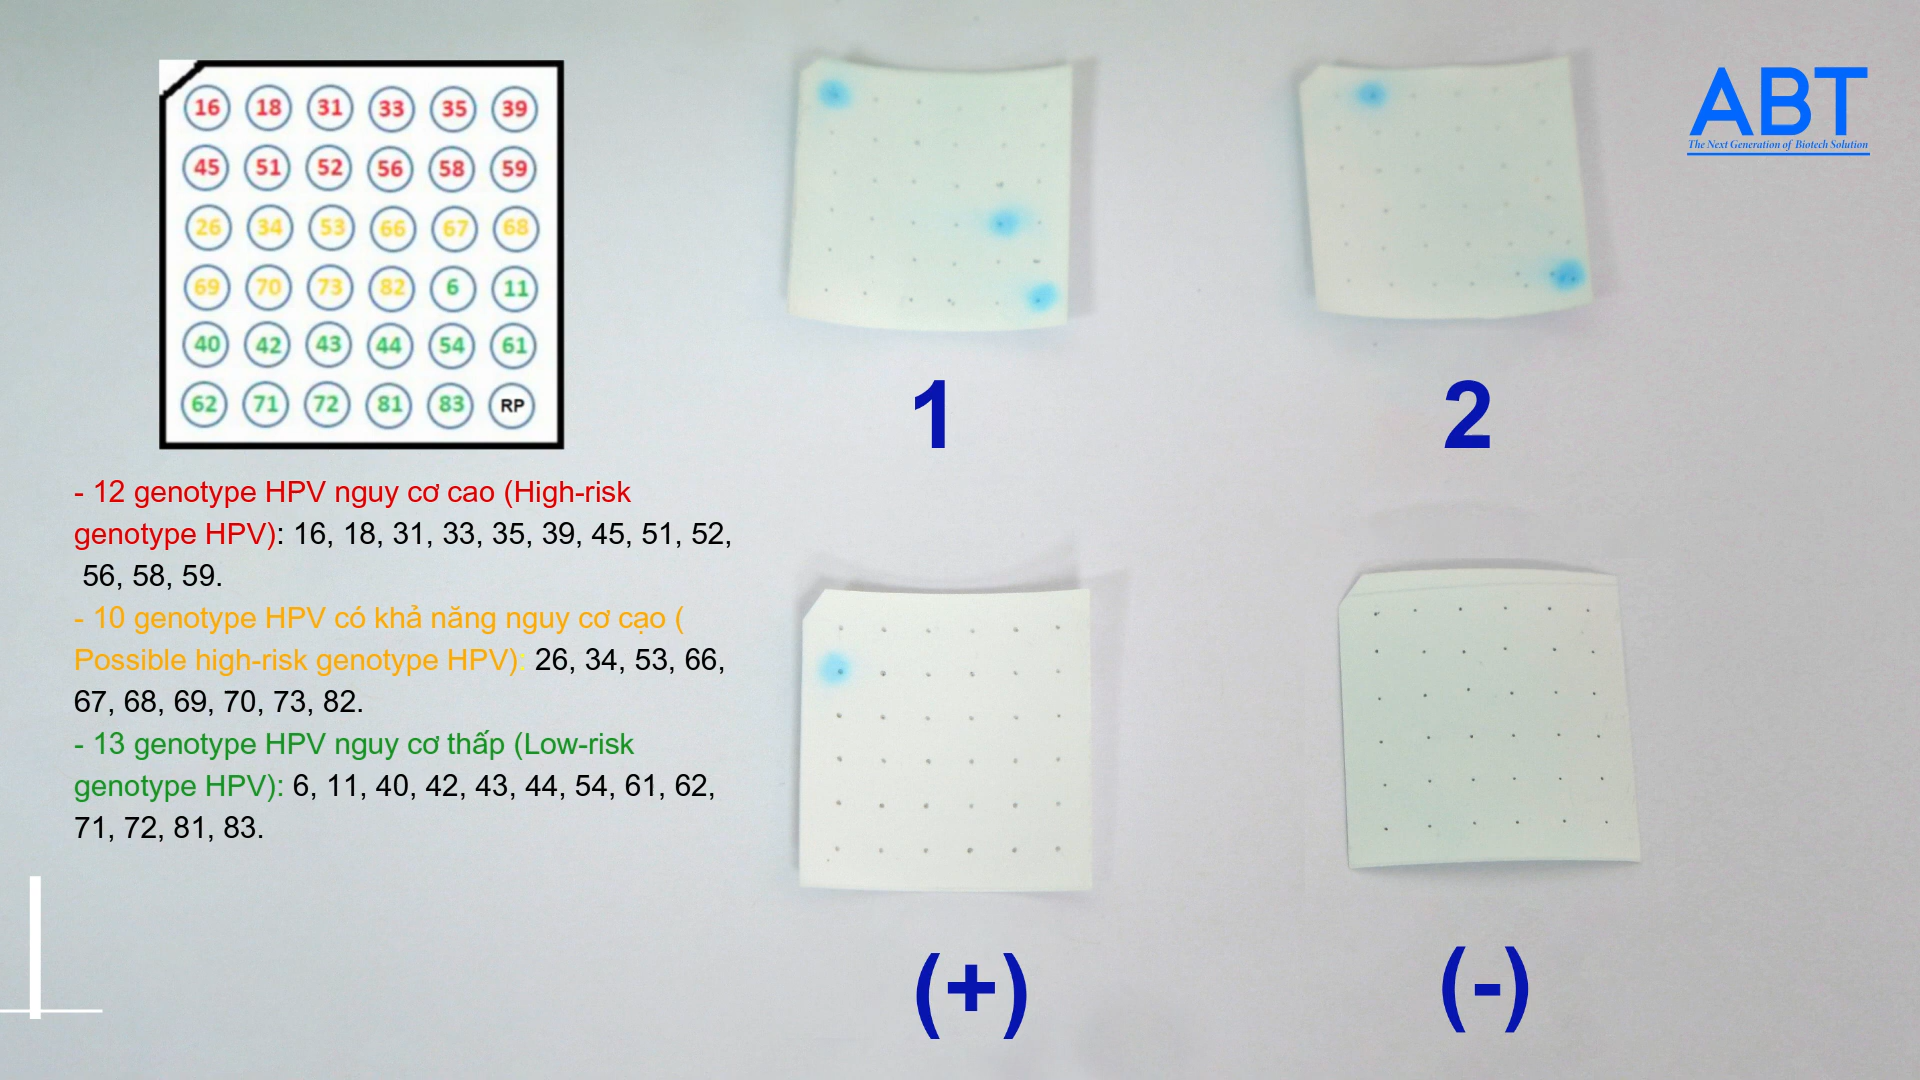 16 18 31 33 35 39
45 51 52 56 58 59
26 34 53 66 67 68
69 70 73 82 6 11
40 42 43 44 54 61
62 71 72 81 83 RP
- 12 genotype HPV nguy cơ cao (High-risk
genotype HPV): 16, 18, 31, 33, 35, 39, 45, 51, 52,
56, 58, 59.
- 10 genotype HPV có khả năng nguy cơ cạo (
Possible high-risk genotype HPV): 26, 34, 53, 66,
67, 68, 69, 70, 73, 82.
- 13 genotype HPV nguy cơ thấp (Low-risk
genotype HPV): 6, 11, 40, 42, 43, 44, 54, 61, 62,
71, 72, 81, 83.
1
2
(+)
(-)
ABT
The Next Generation of Biotech Solution